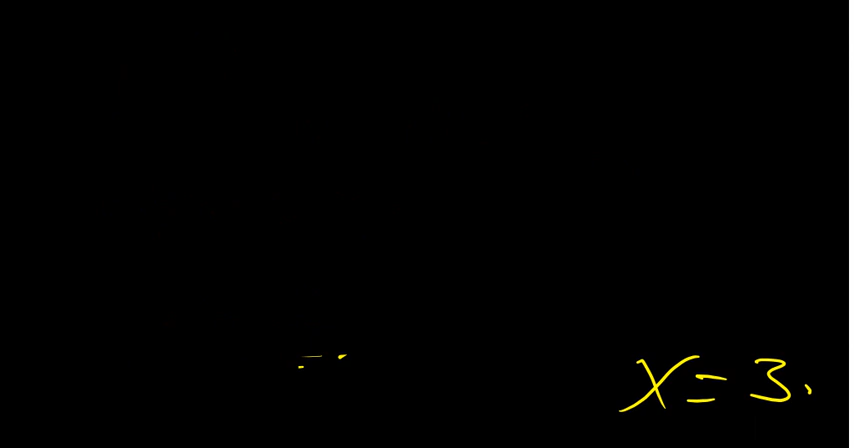 X = 3.